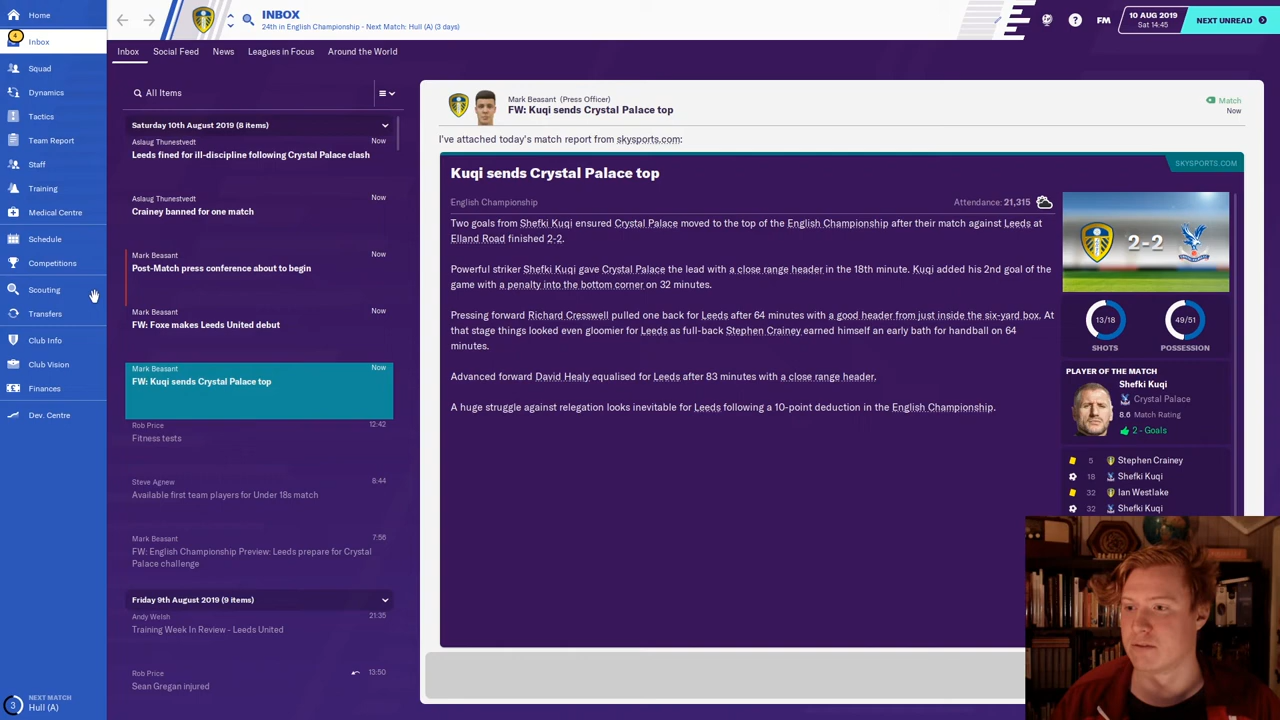 Home
4
Inbox
Squad
Dynamics
Tactics
Team Report
Staff
Training
Medical Centre
Schedule
Competitions
Scouting
Transfers
Club Info
Club Vision
Finances
Dev. Centre
3
NEXT MATCH
Hull (A)
INBOX
24th in English Championship - Next Match: Hull (A) (3 days)
?
FM
10 AUG 2019
Sat 14:45
NEXT UNREAD
Inbox
Social Feed
News
Leagues in Focus
Around the World
All Items
Saturday 10th August 2019 (8 items)
Aslaug Thunestvedt
Now
Leeds fined for ill-discipline following Crystal Palace clash
Aslaug Thunestvedt
Now
Crainey banned for one match
Mark Beasant
Now
Post-Match press conference about to begin
Mark Beasant
Now
FW: Foxe makes Leeds United debut
Mark Beasant
Now
FW: Kuqi sends Crystal Palace top
Rob Price
12:42
Fitness tests
Steve Agnew
8:44
Available first team players for Under 18s match
Mark Beasant
7:56
FW: English Championship Preview: Leeds prepare for Crystal
Palace challenge
Friday 9th August 2019 (9 items)
Andy Welsh
21:35
Training Week In Review - Leeds United
Rob Price
13:50
Sean Gregan injured
Mark Beasant (Press Officer)
FW: Kuqi sends Crystal Palace top
Match
Now
I've attached today's match report from skysports.com:
SKYSPORTS.COM
Kuqi sends Crystal Palace top
English Championship
Attendance: 21,315
Two goals from Shefki Kuqi ensured Crystal Palace moved to the top of the English Championship after their match against Leeds at
Elland Road finished 2-2.
Powerful striker Shefki Kuqi gave Crystal Palace the lead with a close range header in the 18th minute. Kuqi added his 2nd goal of the
game with a penalty into the bottom corner on 32 minutes.
Pressing forward Richard Cresswell pulled one back for Leeds after 64 minutes with a good header from just inside the six-yard box. At
that stage things looked even gloomier for Leeds as full-back Stephen Crainey earned himself an early bath for handball on 64
minutes.
Advanced forward David Healy equalised for Leeds after 83 minutes with a close range header.
A huge struggle against relegation looks inevitable for Leeds following a 10-point deduction in the English Championship.
2-2
13/18
SHOTS
49/51
POSSESSION
PLAYER OF THE MATCH
Shefki Kuqi
Crystal Palace
8.6 Match Rating
2 - Goals
5 Stephen Crainey
18 Shefki Kuqi
32 Ian Westlake
32 Shefki Kuqi